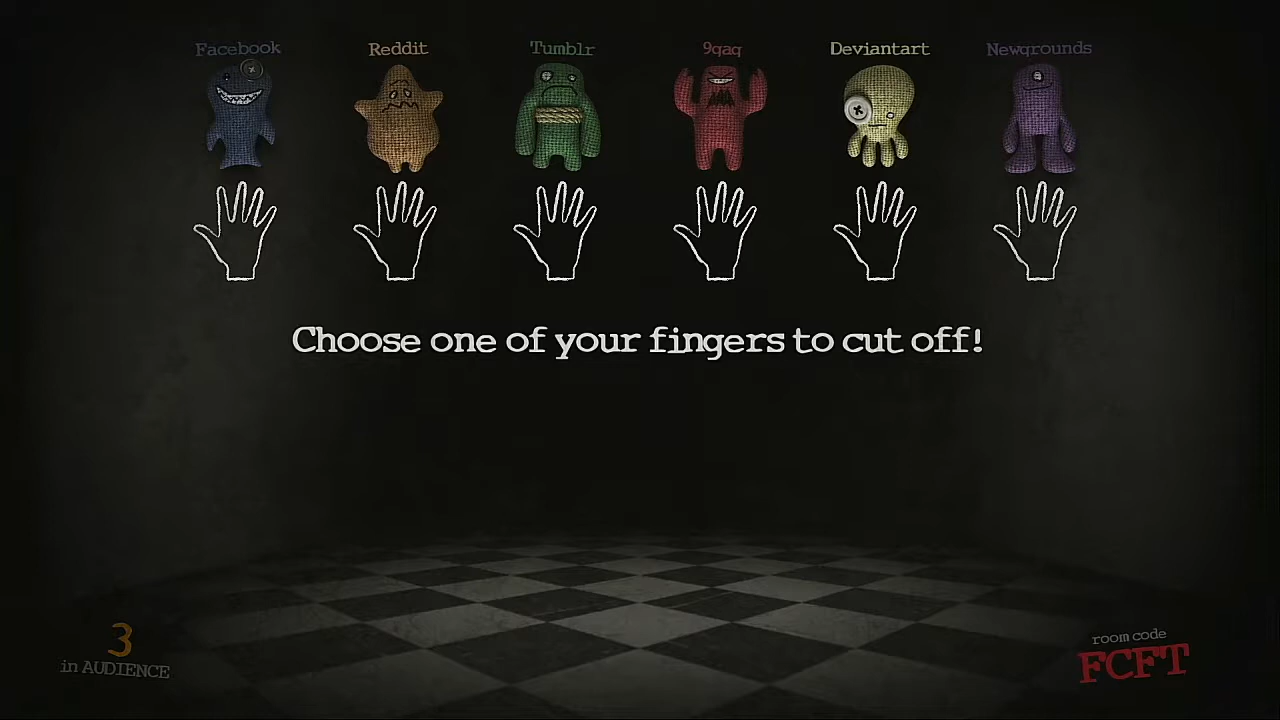 Facebook
Reddit
Tumblr
9gag
Deviantart
Newgrounds
Choose one of your fingers to cut off!
3
in AUDIENCE
room code
FCFT